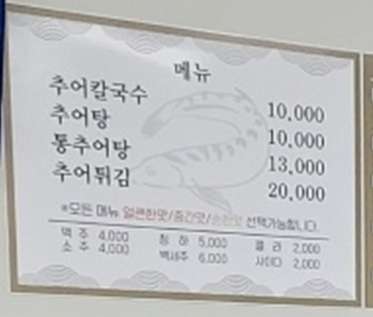 메뉴
추어칼국수 10,000
추어탕 10,000
통추어탕 13,000
추어튀김 20,000
*모든 메뉴 얼큰한맛/중간맛/순한맛 선택가능합니다.
맥 주 4,000 청 하 5,000 콜 라 2,000
소 주 4,000 백세주 6,000 사이다 2,000